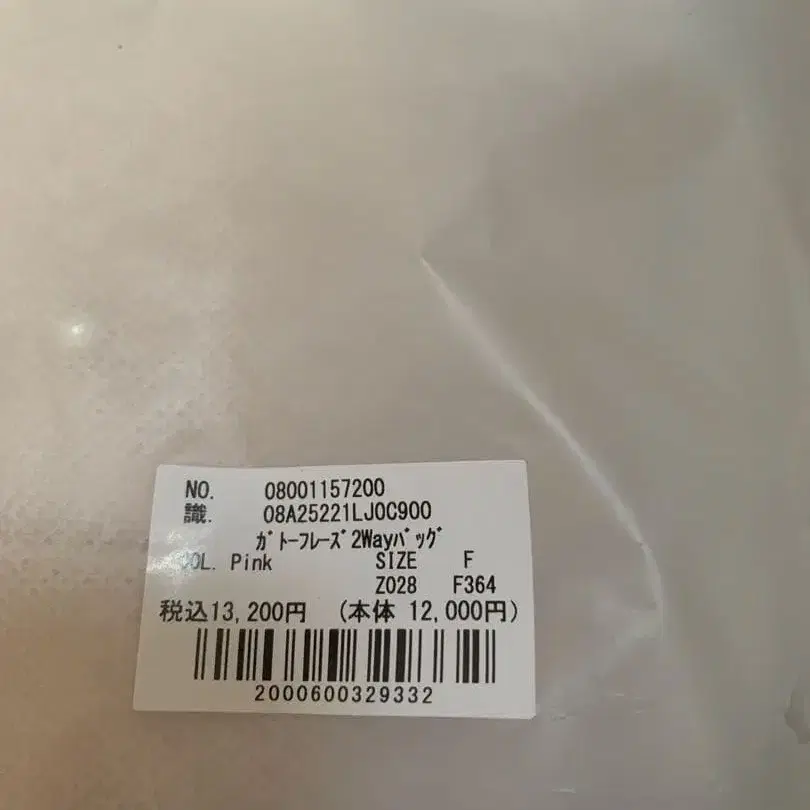 NO. 08001157200
識. 08A25221LJ0C900
ｶﾞﾄｰﾌﾚｰｽﾞ2Wayﾊﾞｯｸﾞ
COL. Pink SIZE F
Z028 F364
税込13,200円 (本体 12,000円)
2000600329332